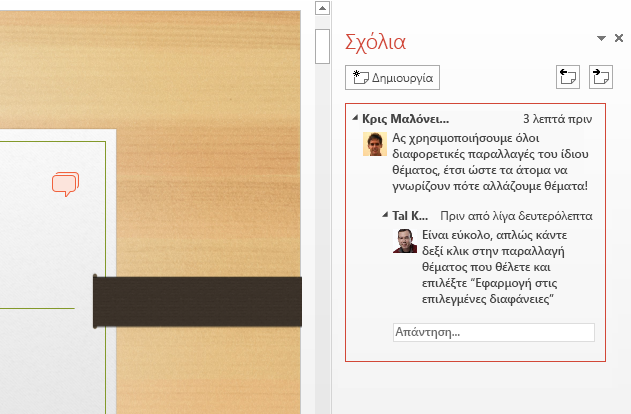 Σχόλια
Δημιουργία
Κρις Μαλόνει... 3 λεπτά πριν
Ας χρησιμοποιήσουμε όλοι
διαφορετικές παραλλαγές του ίδιου
θέματος, έτσι ώστε τα άτομα να
γνωρίζουν πότε αλλάζουμε θέματα!
Tal K... Πριν από λίγα δευτερόλεπτα
Είναι εύκολο, απλώς κάντε
δεξί κλικ στην παραλλαγή
θέματος που θέλετε και
επιλέξτε “Εφαρμογή στις
επιλεγμένες διαφάνειες”
Απάντηση...